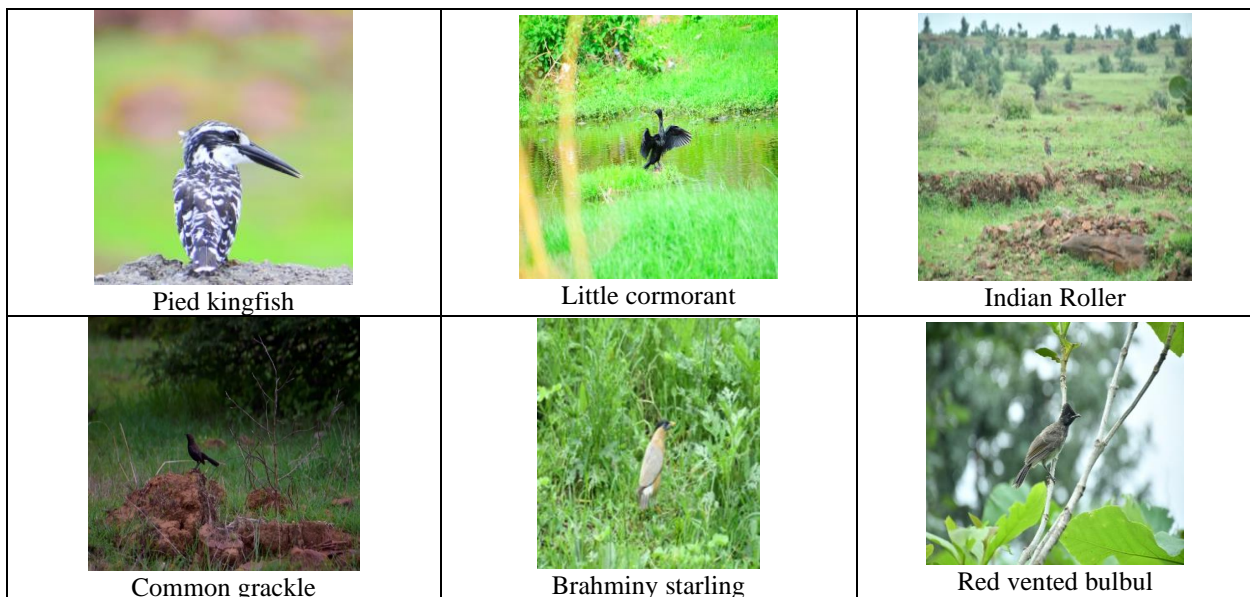 Pied kingfish
Little cormorant
Indian Roller
Common grackle
Brahminy starling
Red vented bulbul